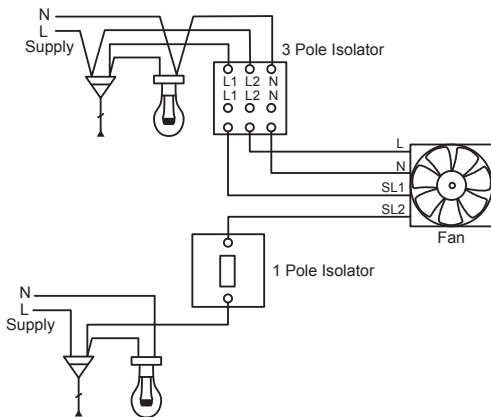 N
L
Supply
3 Pole Isolator
L1 L2 N
L1 L2 N
L
N
SL1
SL2
Fan
1 Pole Isolator
N
L
Supply